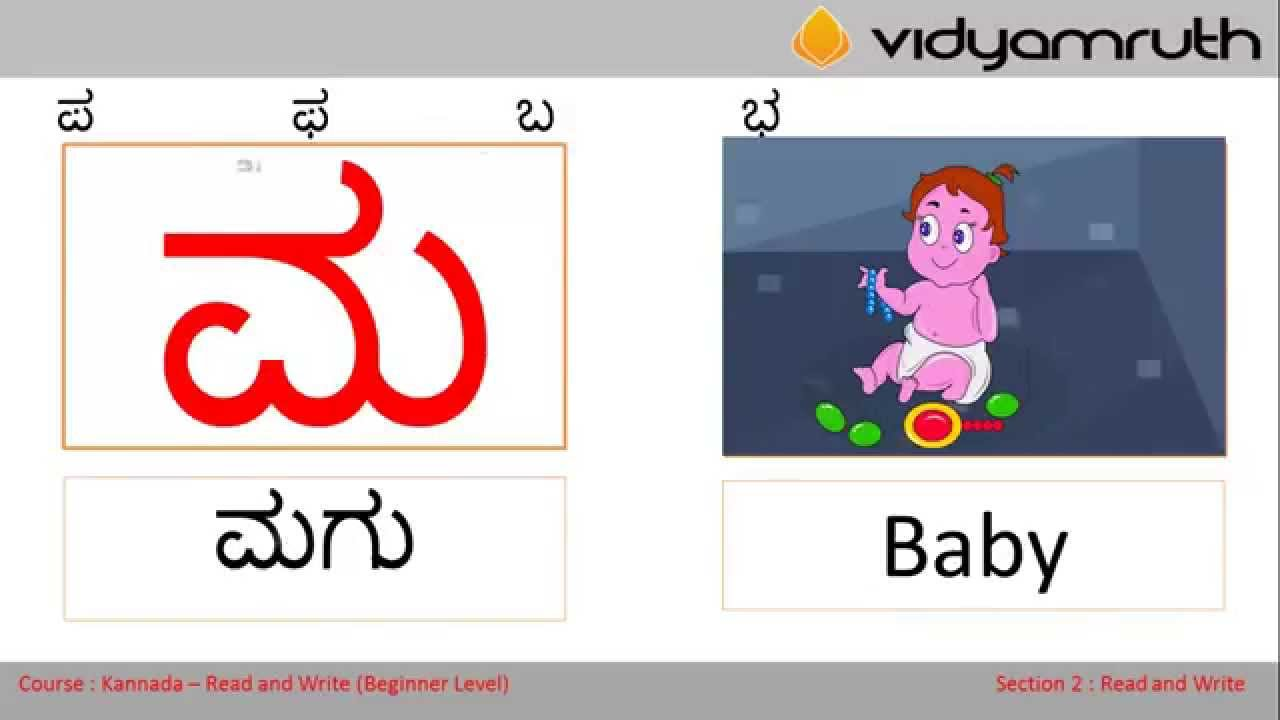 vidyamruth
ಪ ಫ ಬ ಭ
ಮ
ಮಗು
Baby
Course : Kannada – Read and Write (Beginner Level)
Section 2 : Read and Write